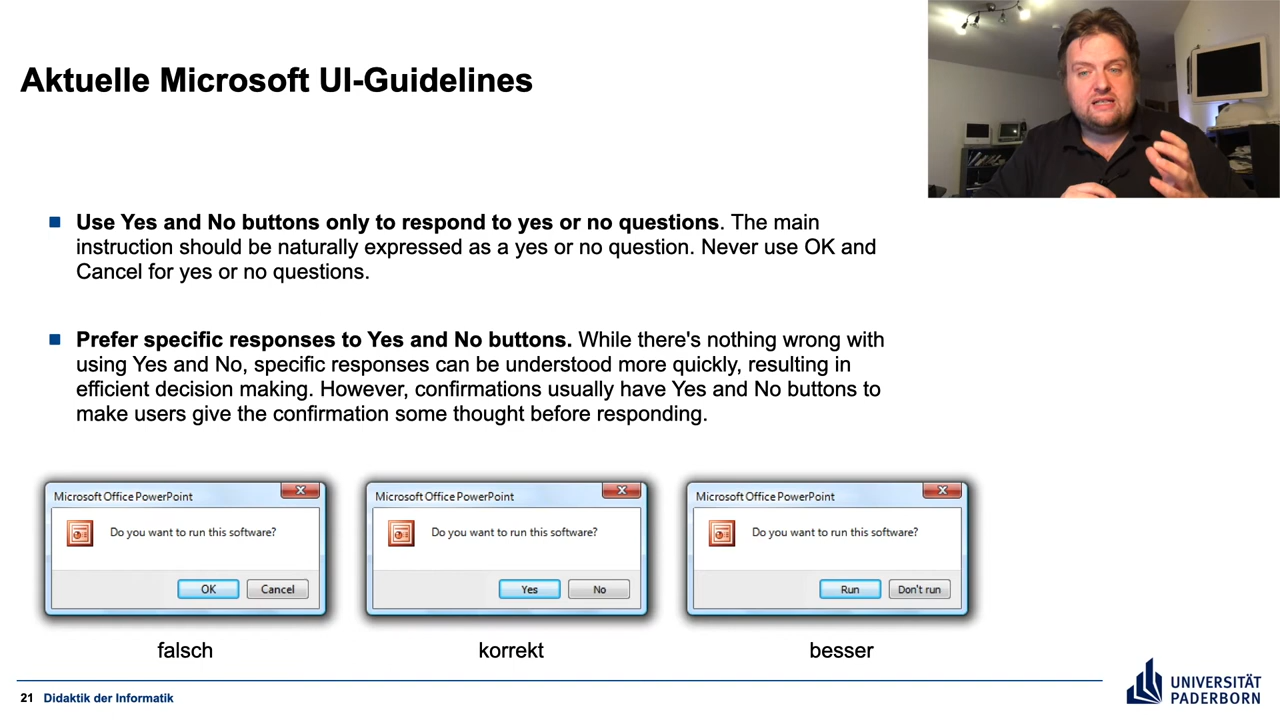 Aktuelle Microsoft UI-Guidelines
Use Yes and No buttons only to respond to yes or no questions. The main
instruction should be naturally expressed as a yes or no question. Never use OK and
Cancel for yes or no questions.
Prefer specific responses to Yes and No buttons. While there's nothing wrong with
using Yes and No, specific responses can be understood more quickly, resulting in
efficient decision making. However, confirmations usually have Yes and No buttons to
make users give the confirmation some thought before responding.
Microsoft Office PowerPoint
Do you want to run this software?
OK Cancel
falsch
Microsoft Office PowerPoint
Do you want to run this software?
Yes No
korrekt
Microsoft Office PowerPoint
Do you want to run this software?
Run Don't run
besser
21 Didaktik der Informatik
UNIVERSITÄT
PADERBORN